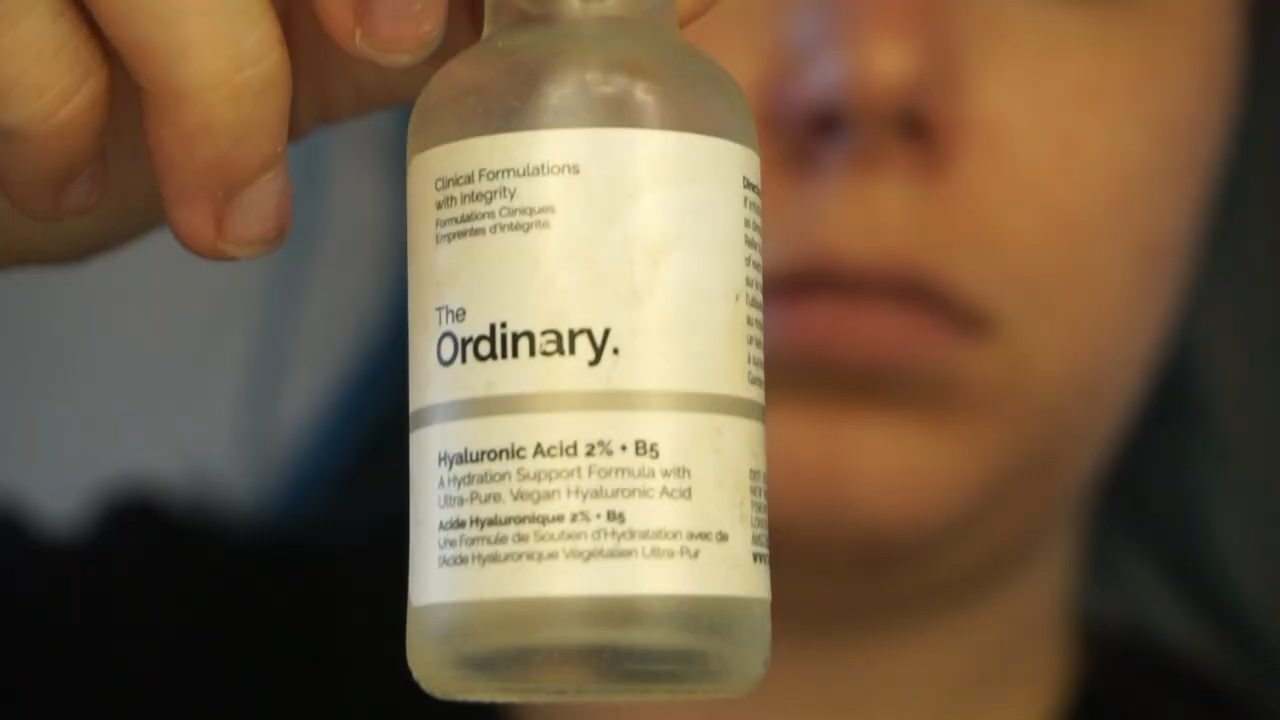 Clinical Formulations
with Integrity.
Formulations Cliniques
Empreintes d'Intégrité.
The
Ordinary.
Hyaluronic Acid 2% + B5
A Hydration Support Formula with
Ultra-Pure, Vegan Hyaluronic Acid
Acide Hyaluronique 2% + B5
Une Formule de Soutien d'Hydratation avec de
l'Acide Hyaluronique Végétalien Ultra-Pur